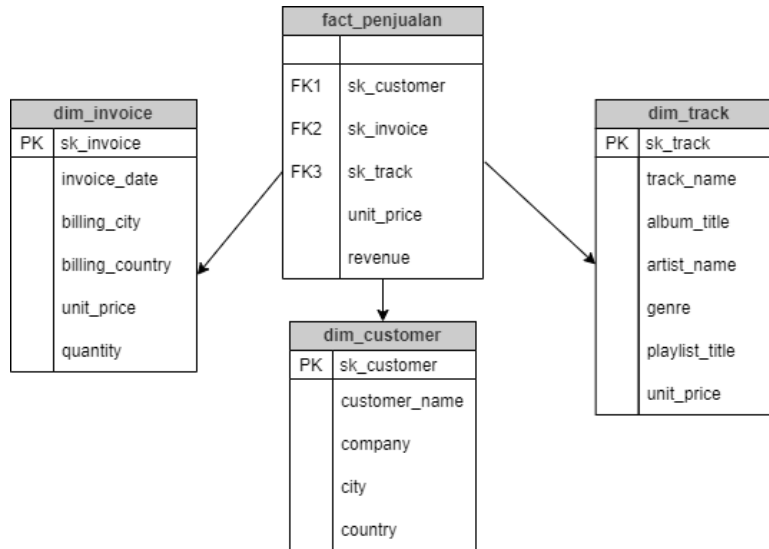 fact_penjualan
FK1 sk_customer
FK2 sk_invoice
FK3 sk_track
unit_price
revenue
dim_invoice
PK sk_invoice
invoice_date
billing_city
billing_country
unit_price
quantity
dim_customer
PK sk_customer
customer_name
company
city
country
dim_track
PK sk_track
track_name
album_title
artist_name
genre
playlist_title
unit_price